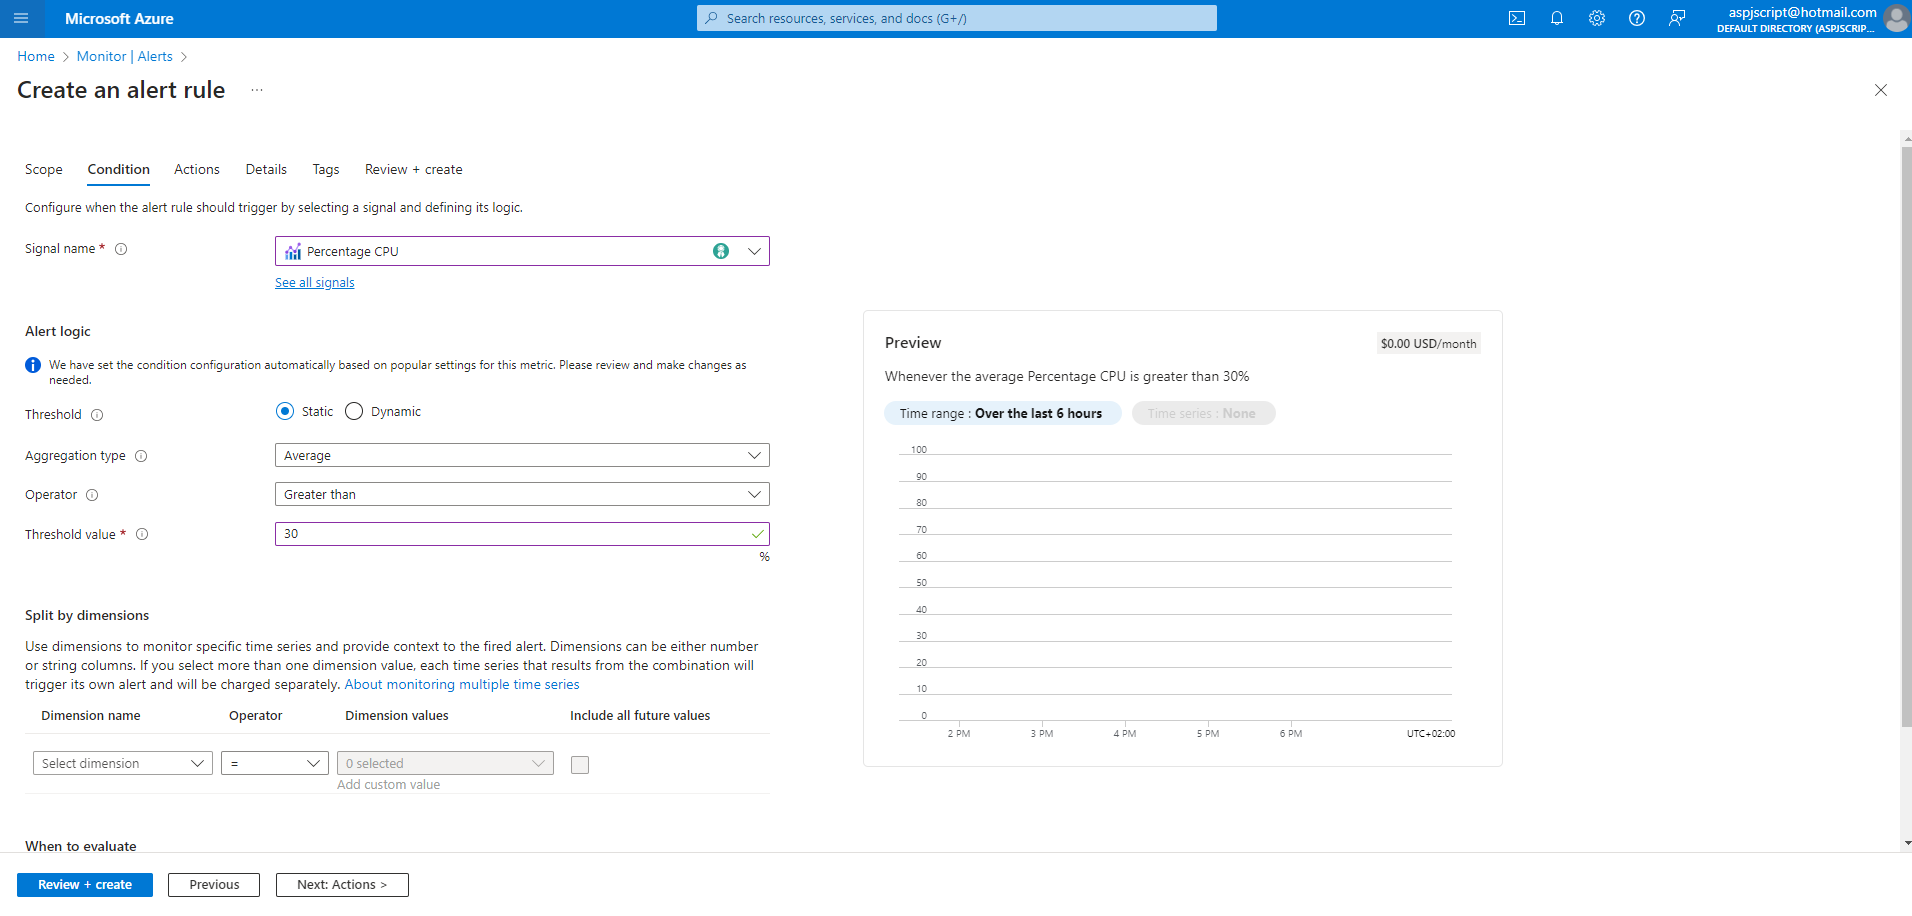 Microsoft Azure
Search resources, services, and docs (G+/)
aspjscript@hotmail.com
DEFAULT DIRECTORY (ASPJSCRIP...
Home > Monitor | Alerts >
Create an alert rule ...
Scope Condition Actions Details Tags Review + create
Configure when the alert rule should trigger by selecting a signal and defining its logic.
Signal name *
Percentage CPU
See all signals
Alert logic
We have set the condition configuration automatically based on popular settings for this metric. Please review and make changes as
needed.
Threshold
Static Dynamic
Aggregation type
Average
Operator
Greater than
Threshold value *
30
%
Split by dimensions
Use dimensions to monitor specific time series and provide context to the fired alert. Dimensions can be either number
or string columns. If you select more than one dimension value, each time series that results from the combination will
trigger its own alert and will be charged separately. About monitoring multiple time series
Dimension name Operator Dimension values Include all future values
Select dimension = 0 selected
Add custom value
When to evaluate
Preview
$0.00 USD/month
Whenever the average Percentage CPU is greater than 30%
Time range : Over the last 6 hours Time series : None
100
90
80
70
60
50
40
30
20
10
0
2 PM 3 PM 4 PM 5 PM 6 PM UTC+02:00
Review + create Previous Next: Actions >